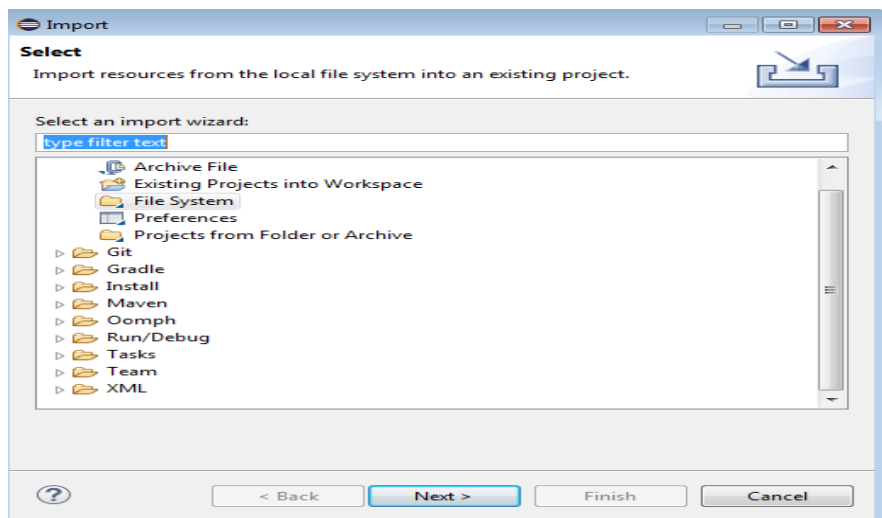 Import
Select
Import resources from the local file system into an existing project.
Select an import wizard:
type filter text
Archive File
Existing Projects into Workspace
File System
Preferences
Projects from Folder or Archive
Git
Gradle
Install
Maven
Oomph
Run/Debug
Tasks
Team
XML
? < Back Next > Finish Cancel